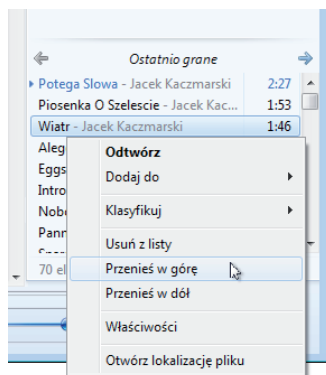 Ostatnio grane
Potega Slowa - Jacek Kaczmarski 2:27
Piosenka O Szelescie - Jacek Kac... 1:53
Wiatr - Jacek Kaczmarski 1:46
Aleg
Odtwórz
Eggs
Dodaj do
Intro
Nobo
Klasyfikuj
Pann
Usuń z listy
70 el
Przenieś w górę
Przenieś w dół
Właściwości
Otwórz lokalizację pliku